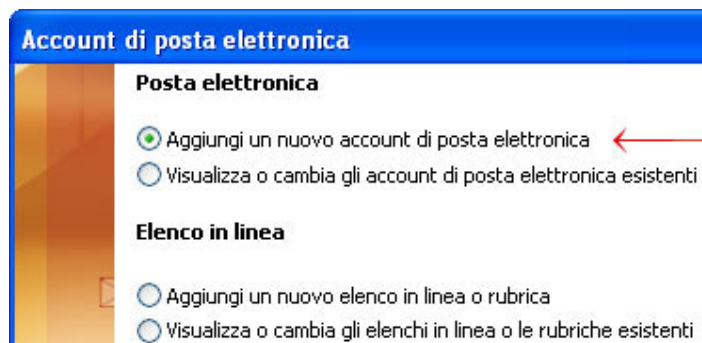 Account di posta elettronica
Posta elettronica
Aggiungi un nuovo account di posta elettronica
Visualizza o cambia gli account di posta elettronica esistenti
Elenco in linea
Aggiungi un nuovo elenco in linea o rubrica
Visualizza o cambia gli elenchi in linea o le rubriche esistenti